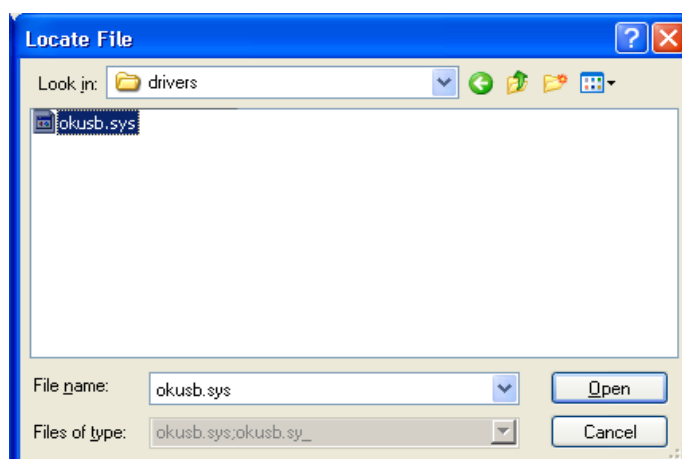 Locate File
Look in: drivers
okusb.sys
File name: okusb.sys Open
Files of type: okusb.sys;okusb.sy_ Cancel